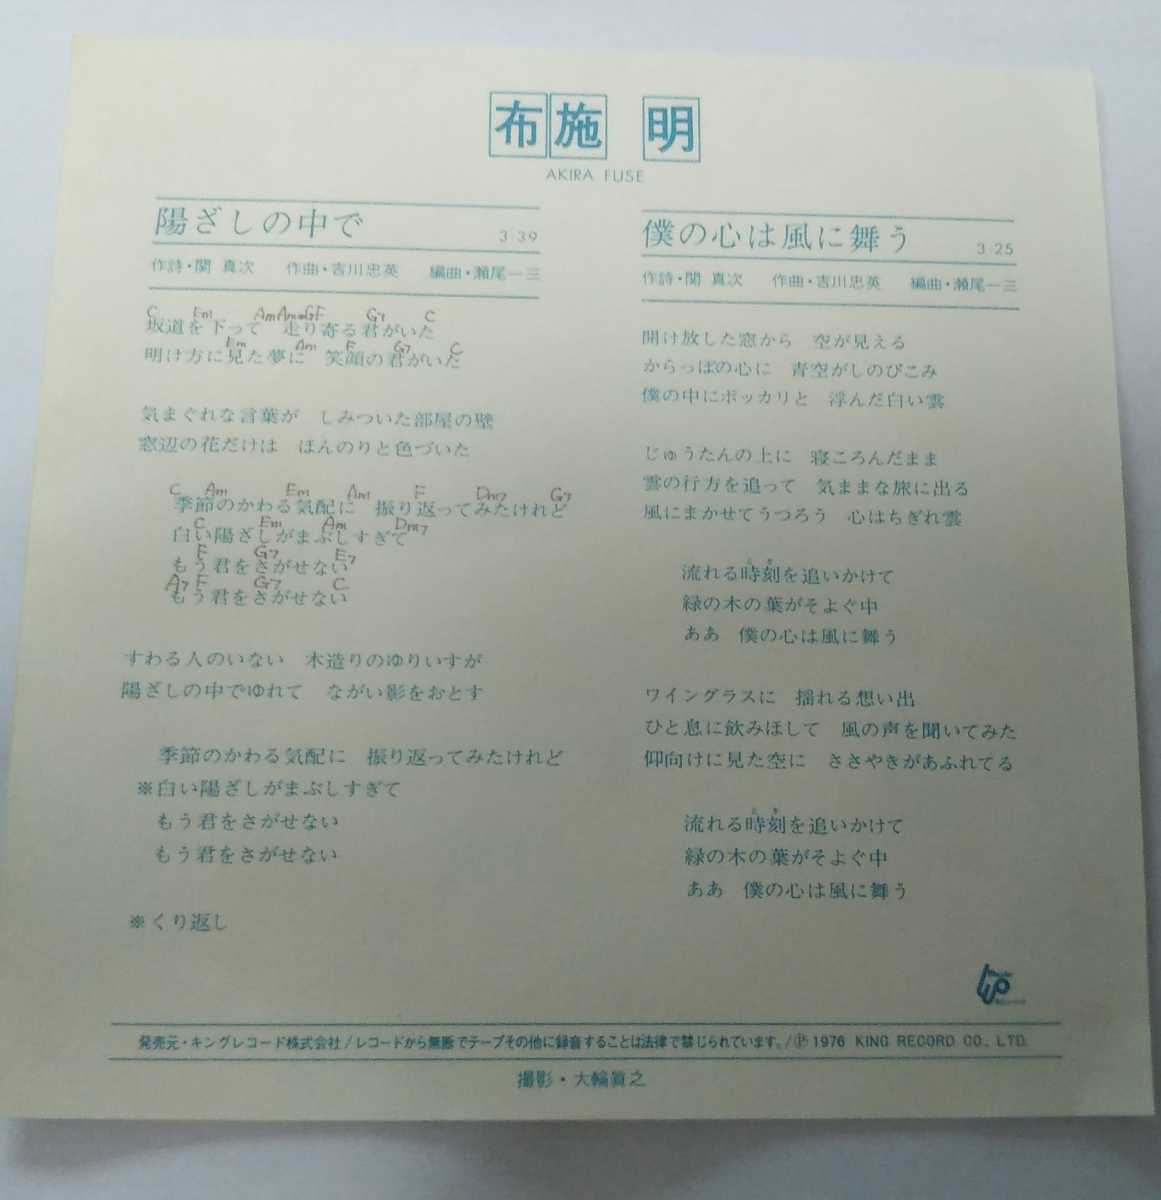 布施 明
AKIRA FUSE
陽ざしの中で 3・39
作詩・関 真次 作曲・吉川忠英 編曲・瀬尾一三
C Em Am Am onG F G7 C
坂道を下って 走り寄る君がいた
Em Am F G7 C
明け方に見た夢に 笑顔の君がいた
気まぐれな言葉が しみついた部屋の壁
窓辺の花だけは ほんのりと色づいた
C Am Em Am F Dm7 G7
季節のかわる気配に 振り返ってみたけれど
C Em Am Dm7
白い陽ざしがまぶしすぎて
F G7 E7
もう君をさがせない
A7 F G7 C
もう君をさがせない
すわる人のいない 木造りのゆりいすが
陽ざしの中でゆれて ながい影をおとす
季節のかわる気配に 振り返ってみたけれど
※白い陽ざしがまぶしすぎて
もう君をさがせない
もう君をさがせない
※くり返し
僕の心は風に舞う 3・25
作詩・関 真次 作曲・吉川忠英 編曲・瀬尾一三
開け放した窓から 空が見える
からっぽの心に 青空がしのびこみ
僕の中にポッカリと 浮んだ白い雲
じゅうたんの上に 寝ころんだまま
雲の行方を追って 気ままな旅に出る
風にまかせてうつろう 心はちぎれ雲
流れる時刻を追いかけて
緑の木の葉がそよぐ中
ああ 僕の心は風に舞う
ワイングラスに 揺れる想い出
ひと息に飲みほして 風の声を聞いてみた
仰向けに見た空に ささやきがあふれてる
流れる時刻を追いかけて
緑の木の葉がそよぐ中
ああ 僕の心は風に舞う
発売元・キングレコード株式会社/レコードから無断でテープその他に録音することは法律で禁じられています。/Ⓟ1976 KING RECORD CO., LTD.
撮影・大輪眞之